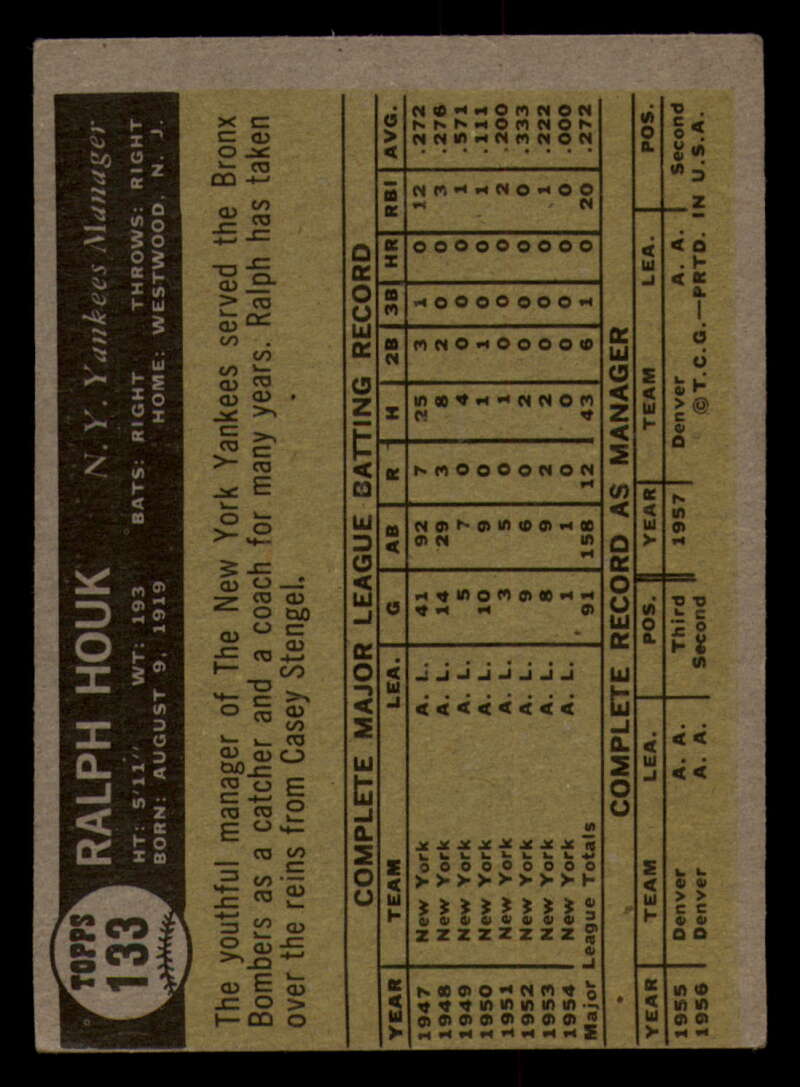 TOPPS
133
RALPH HOUK N. Y. Yankees Manager
HT: 5'11" WT: 193 BATS: RIGHT THROWS: RIGHT
BORN: AUGUST 9, 1919 HOME: WESTWOOD, N. J.
The youthful manager of The New York Yankees served the Bronx
Bombers as a catcher and a coach for many years. Ralph has taken
over the reins from Casey Stengel.
COMPLETE MAJOR LEAGUE BATTING RECORD
YEAR TEAM LEA. G AB R H 2B 3B HR RBI AVG.
1947 New York A. L. 41 92 7 25 3 1 0 12 .272
1948 New York A. L. 14 29 3 8 2 0 0 3 .276
1949 New York A. L. 5 7 0 4 0 0 0 1 .571
1950 New York A. L. 10 9 0 1 1 0 0 1 .111
1951 New York A. L. 3 5 0 1 0 0 0 2 .200
1952 New York A. L. 9 6 0 2 0 0 0 0 .333
1953 New York A. L. 8 9 2 2 0 0 0 1 .222
1954 New York A. L. 1 1 0 0 0 0 0 0 .000
Major League Totals 91 158 12 43 6 1 0 20 .272
COMPLETE RECORD AS MANAGER
YEAR TEAM LEA. POS. YEAR TEAM LEA. POS.
1955 Denver A. A. Third 1957 Denver A. A. Second
1956 Denver A. A. Second ©T.C.G.—PRTD. IN U.S.A.